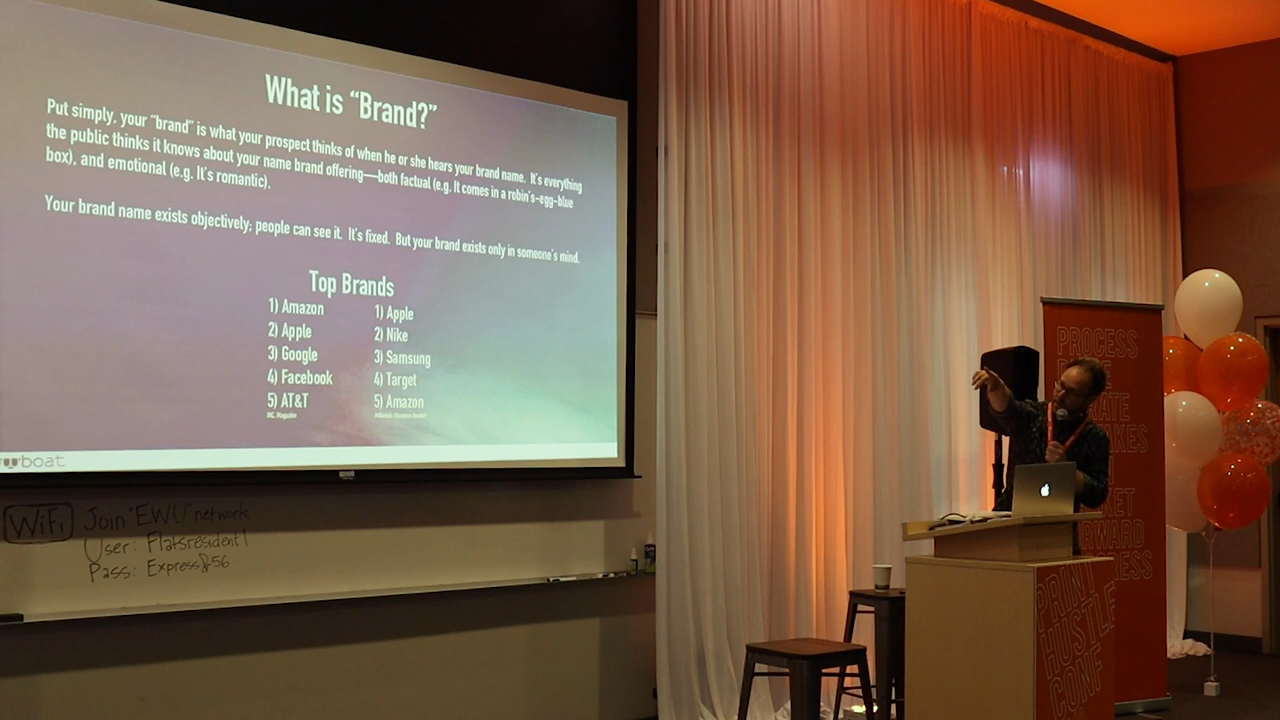 What is "Brand?"
Put simply, your "brand" is what your prospect thinks of when he or she hears your brand name. It's everything
the public thinks it knows about your name brand offering—both factual (e.g. It comes in a robin's-egg-blue
box), and emotional (e.g. It's romantic).
Your brand name exists objectively; people can see it. It's fixed. But your brand exists only in someone's mind.
Top Brands
1) Amazon
2) Apple
3) Google
4) Facebook
5) AT&T
INC. Magazine
1) Apple
2) Nike
3) Samsung
4) Target
5) Amazon
boat
WiFi Join "EWU" network
User: Flatsresident1
Pass: Express&56
PROCESS
PRINT
HUSTLE
CONF